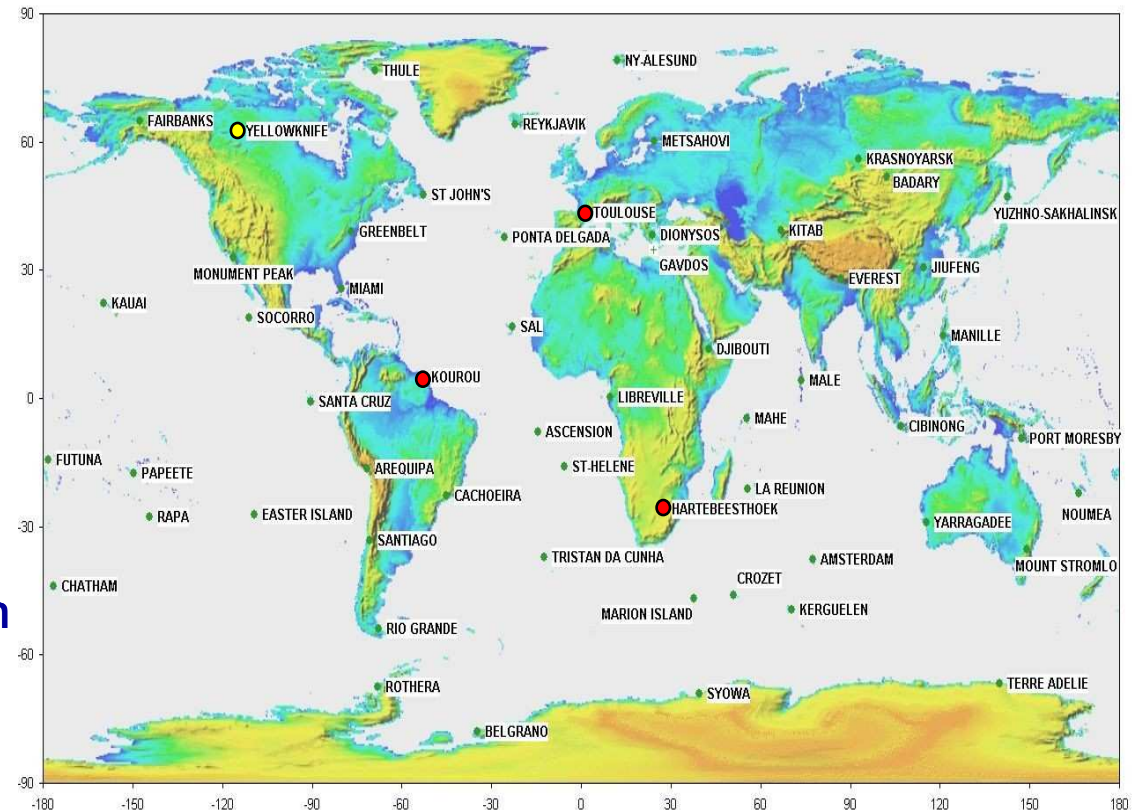 90
NY-ALESUND
THULE
FAIRBANKS
YELLOWKNIFE
REYKJAVIK
60
METSAHOVI
KRASNOYARSK
BADARY
ST JOHN'S
YUZHNO-SAKHALINSK
TOULOUSE
GREENBELT
PONTA DELGADA
DIONYSOS
KITAB
GAVDOS
JIUFENG
MONUMENT PEAK
30
EVEREST
MIAMI
KAUAI
SOCORRO
SAL
MANILLE
DJIBOUTI
KOUROU
MALE
0
SANTA CRUZ
LIBREVILLE
MAHE
ASCENSION
CIBINONG
PORT MORESBY
FUTUNA
PAPEETE
AREQUIPA
ST-HELENE
LA REUNION
CACHOEIRA
HARTEBEESTHOEK
RAPA
EASTER ISLAND
NOUMEA
YARRAGADEE
-30
SANTIAGO
TRISTAN DA CUNHA
AMSTERDAM
MOUNT STROMLO
CHATHAM
CROZET
MARION ISLAND
KERGUELEN
n
RIO GRANDE
-60
ROTHERA
SYOWA
TERRE ADELIE
BELGRANO
-90
-180 -150 -120 -90 -60 -30 0 30 60 90 120 150 180